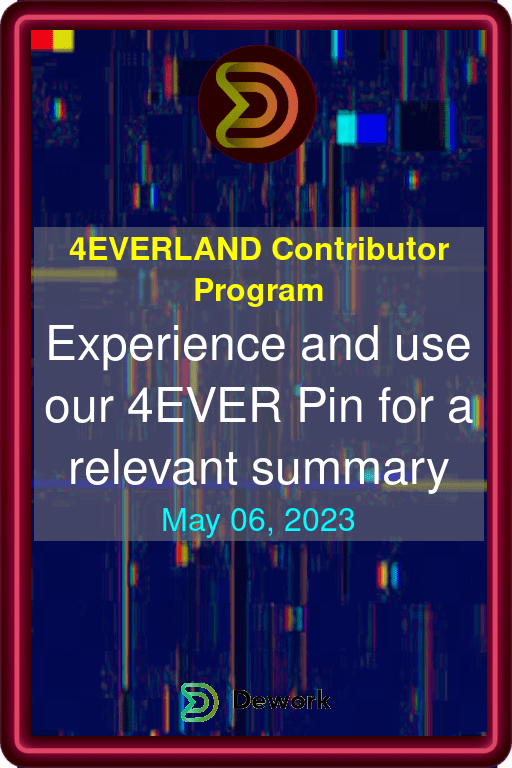 4EVERLAND Contributor
Program
Experience and use
our 4EVER Pin for a
relevant summary
May 06, 2023
Dework